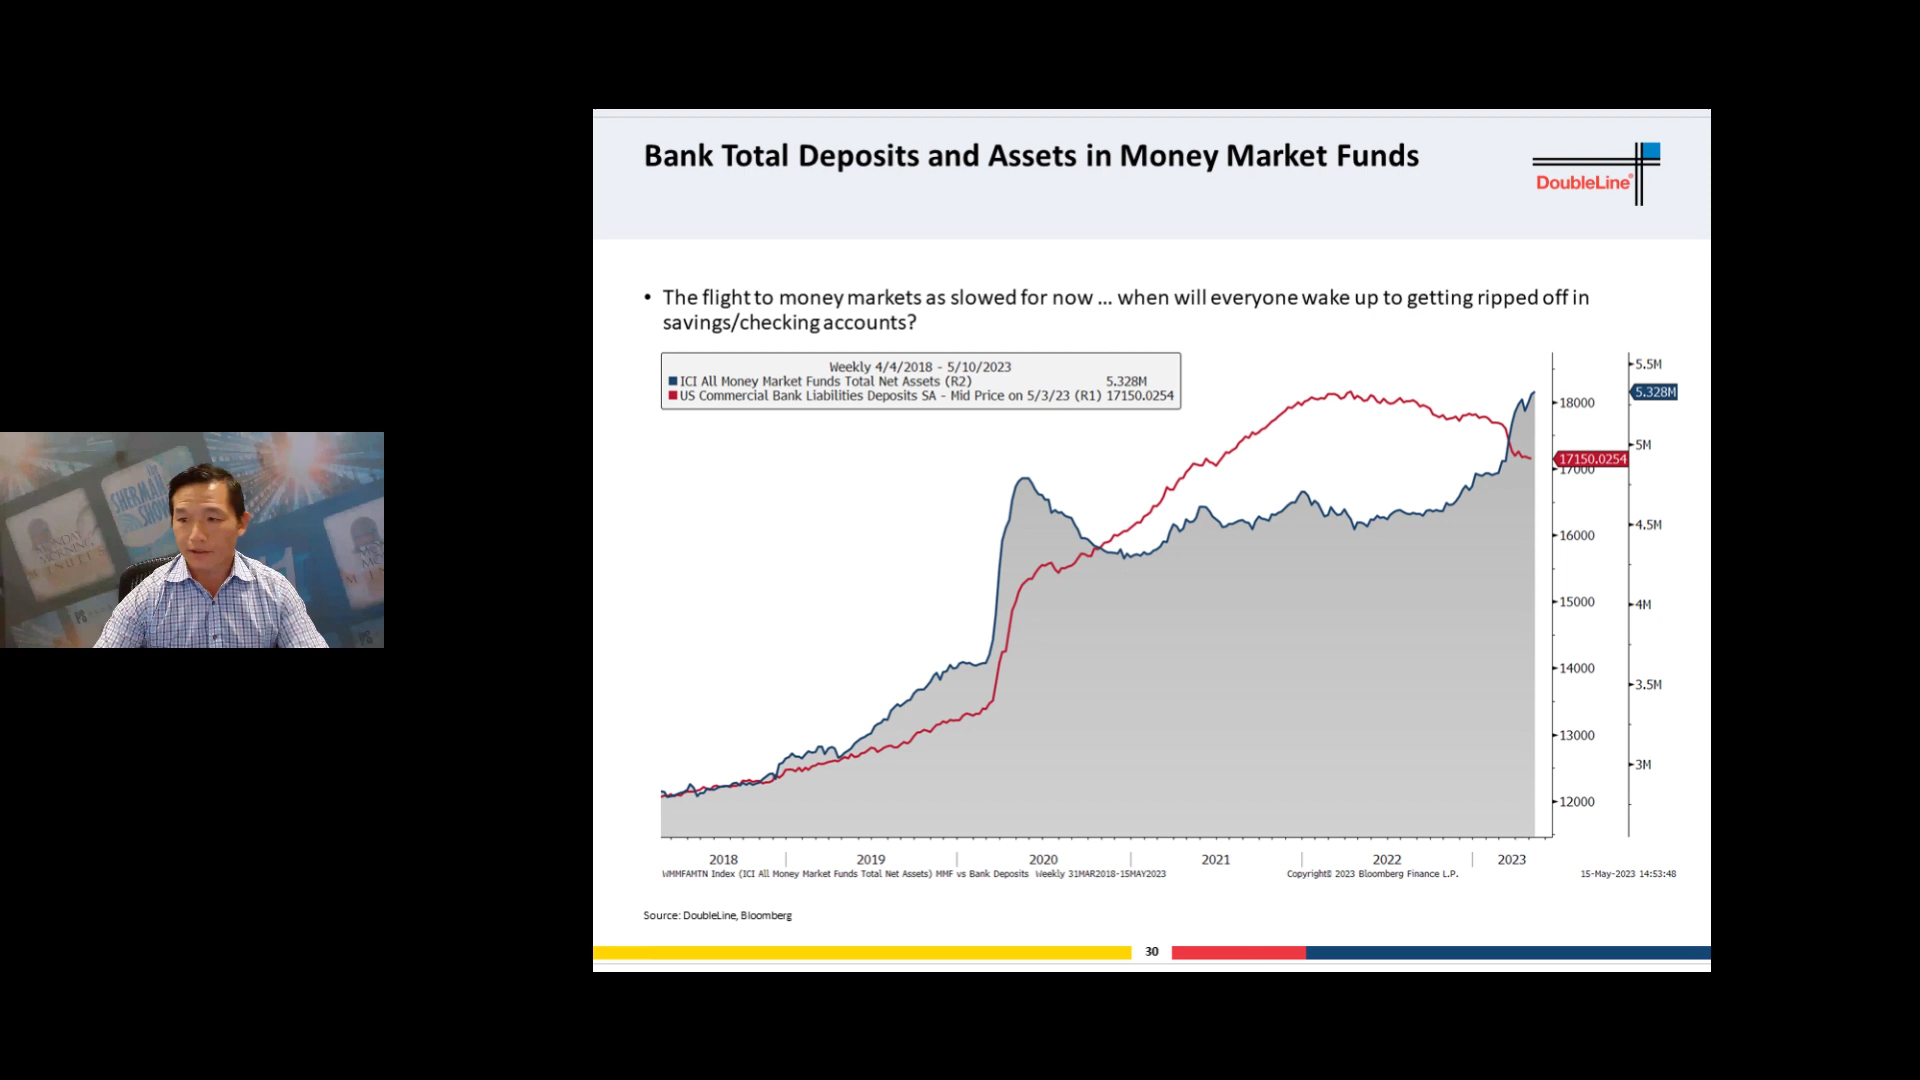 Bank Total Deposits and Assets in Money Market Funds
DoubleLine®
• The flight to money markets as slowed for now ... when will everyone wake up to getting ripped off in
savings/checking accounts?
Weekly 4/4/2018 - 5/10/2023
ICI All Money Market Funds Total Net Assets (R2) 5.328M
US Commercial Bank Liabilities Deposits SA - Mid Price on 5/3/23 (R1) 17150.0254
5.5M
5.328M
18000
5M
17150.0254
17000
4.5M
16000
15000
4M
14000
3.5M
13000
3M
12000
2018 2019 2020 2021 2022 2023
WMMFAMTN Index (ICI All Money Market Funds Total Net Assets) MMF vs Bank Deposits Weekly 31MAR2018-15MAY2023 Copyright© 2023 Bloomberg Finance L.P. 15-May-2023 14:53:48
Source: DoubleLine, Bloomberg
30
SHERMAN
SHOW
MONDAY
MORNING
MINUTES